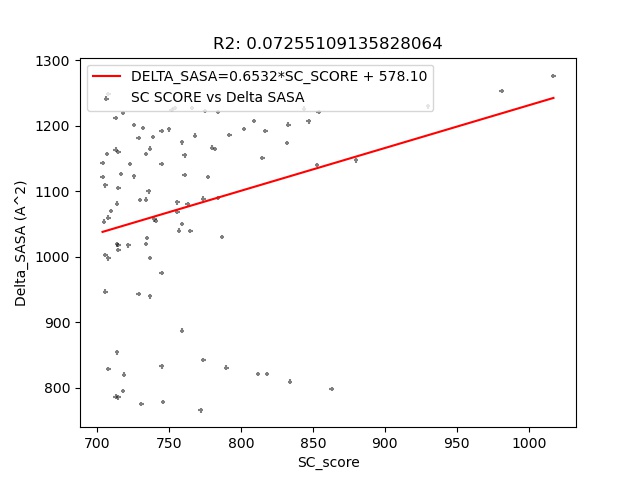 R2: 0.07255109135828064
DELTA_SASA=0.6532*SC_SCORE + 578.10
SC SCORE vs Delta SASA
1300
1200
1100
1000
900
800
Delta_SASA (A^2)
700
750
800
850
900
950
1000
SC_score